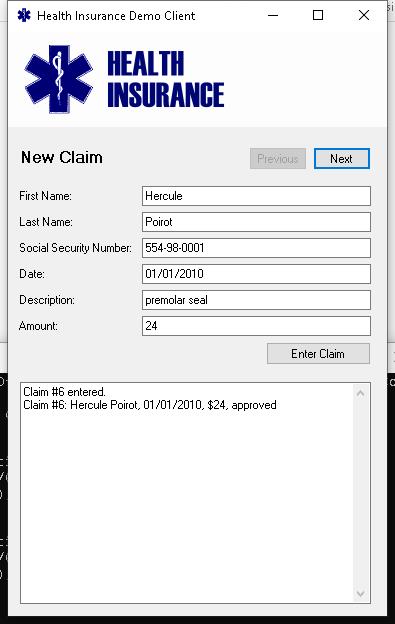 Health Insurance Demo Client
HEALTH
INSURANCE
New Claim
Previous
Next
First Name:
Hercule
Last Name:
Poirot
Social Security Number:
554-98-0001
Date:
01/01/2010
Description:
premolar seal
Amount:
24
Enter Claim
Claim #6 entered.
Claim #6: Hercule Poirot, 01/01/2010, $24, approved